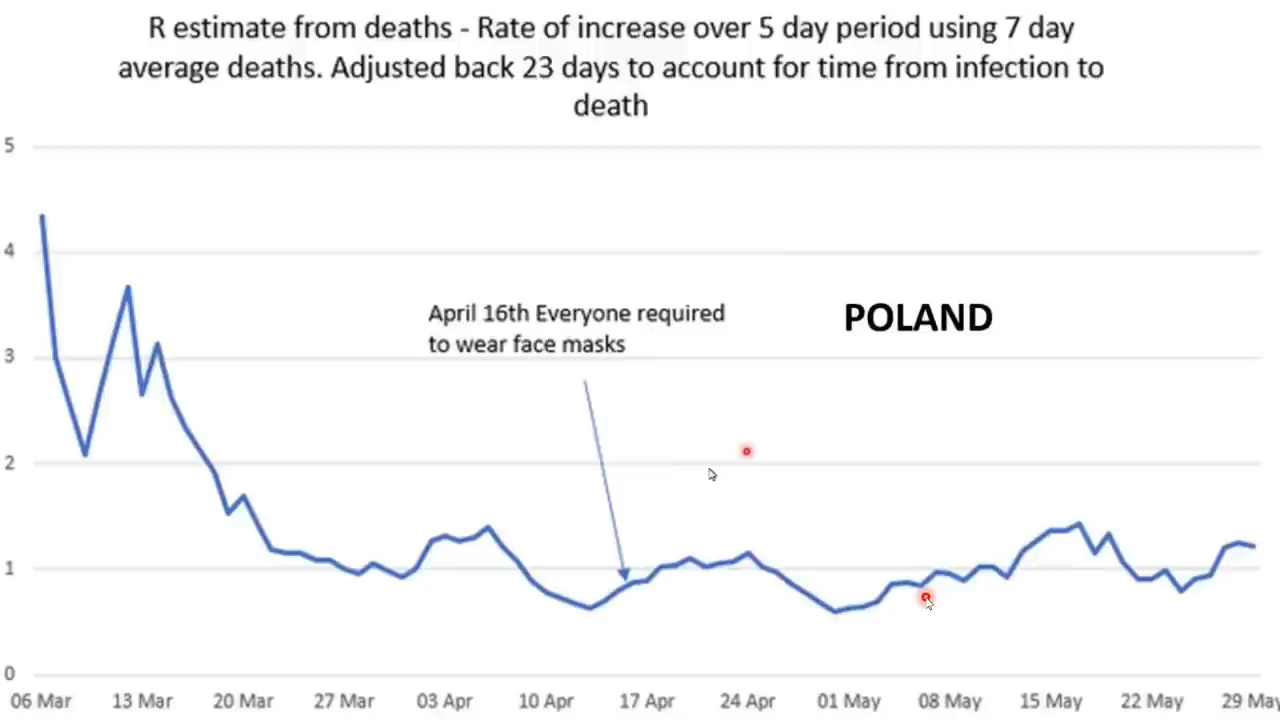 R estimate from deaths - Rate of increase over 5 day period using 7 day
average deaths. Adjusted back 23 days to account for time from infection to
death
5
4
April 16th Everyone required
to wear face masks
POLAND
3
2
1
0
06 Mar 13 Mar 20 Mar 27 Mar 03 Apr 10 Apr 17 Apr 24 Apr 01 May 08 May 15 May 22 May 29 May